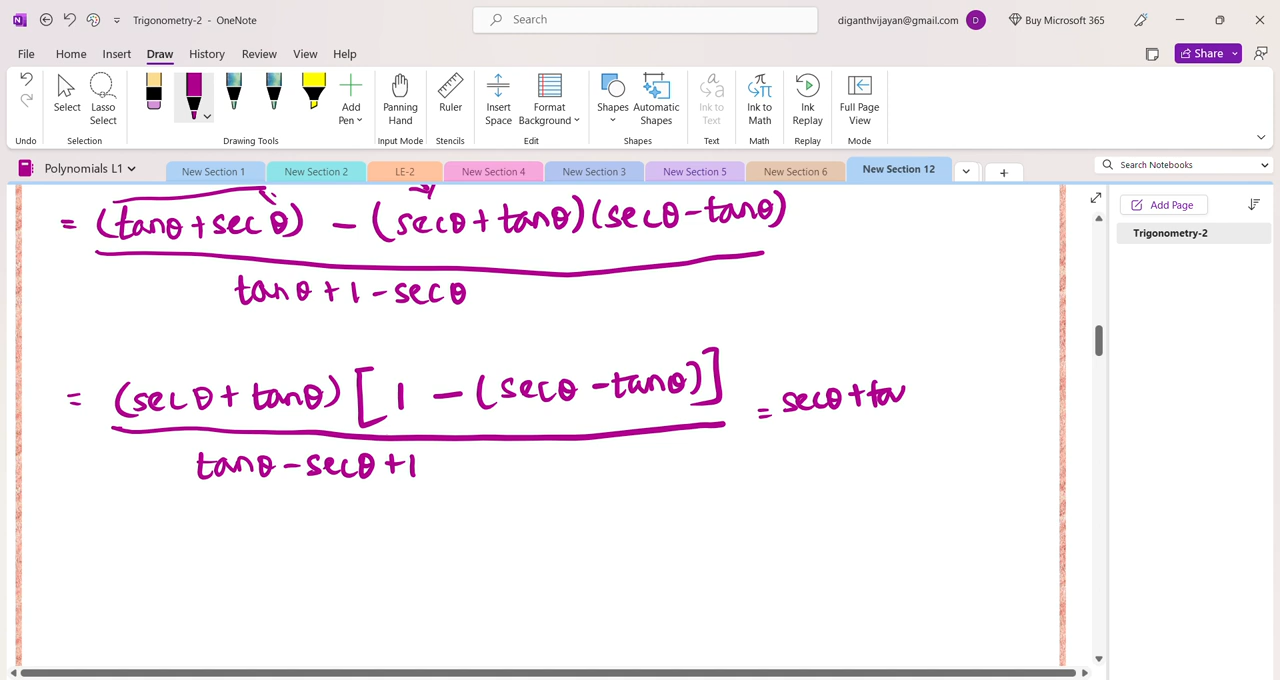 Trigonometry-2 - OneNote
Search
diganthvijayan@gmail.com D
Buy Microsoft 365
File Home Insert Draw History Review View Help
Share
Undo
Select
Lasso Select
Add Pen
Panning Hand
Ruler
Insert Space
Format Background
Shapes
Automatic Shapes
Ink to Text
Ink to Math
Ink Replay
Full Page View
Undo Selection Drawing Tools Input Mode Stencils Edit Shapes Text Math Replay Mode
Polynomials L1
New Section 1 New Section 2 LE-2 New Section 4 New Section 3 New Section 5 New Section 6 New Section 12
Search Notebooks
Add Page
Trigonometry-2
= (tanθ + secθ) - (secθ + tanθ)(secθ - tanθ)
tanθ + 1 - secθ
= (secθ + tanθ) [1 - (secθ - tanθ)] = secθ + tan
tanθ - secθ + 1